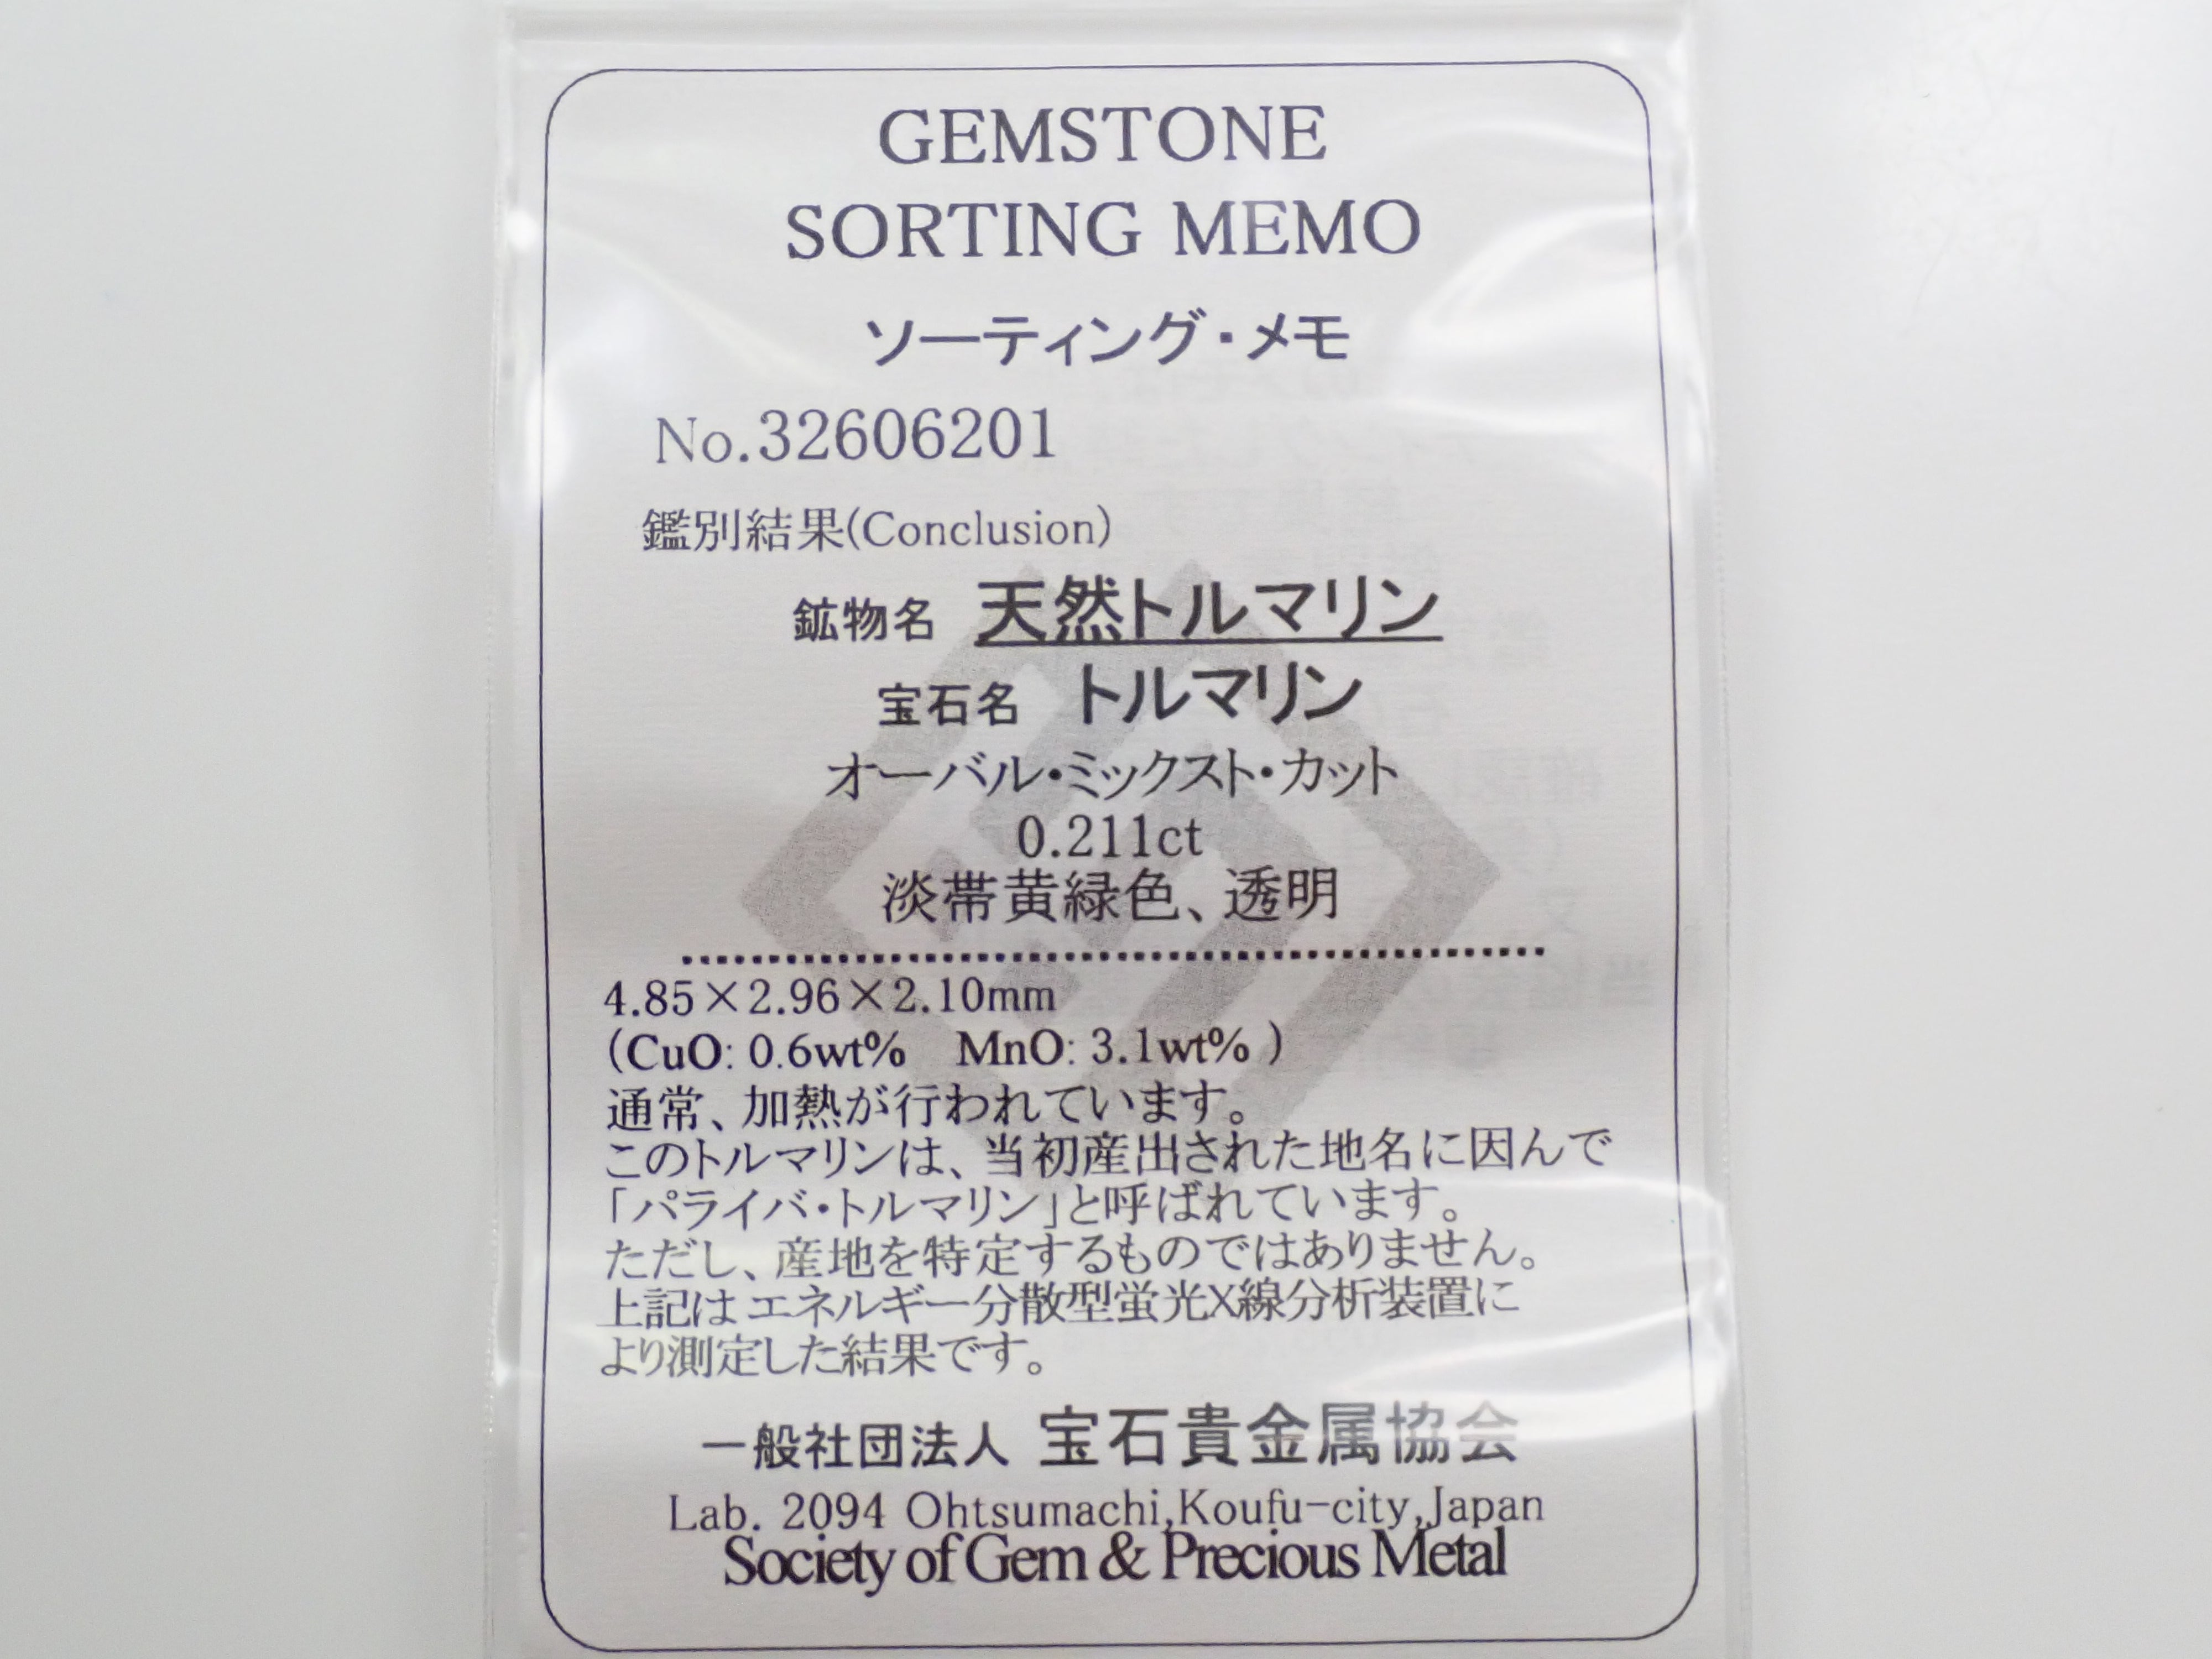 GEMSTONE
SORTING MEMO
ソーティング・メモ
No.32606201
鑑別結果(Conclusion)
鉱物名 天然トルマリン
宝石名 トルマリン
オーバル・ミックスト・カット
0.211ct
淡帯黄緑色、透明
4.85×2.96×2.10mm
(CuO: 0.6wt% MnO: 3.1wt% )
通常、加熱が行われています。
このトルマリンは、当初産出された地名に因んで
「パライバ・トルマリン」と呼ばれています。
ただし、産地を特定するものではありません。
上記はエネルギー分散型蛍光X線分析装置に
より測定した結果です。
一般社団法人 宝石貴金属協会
Lab. 2094 Ohtsumachi,Koufu-city,Japan
Society of Gem & Precious Metal